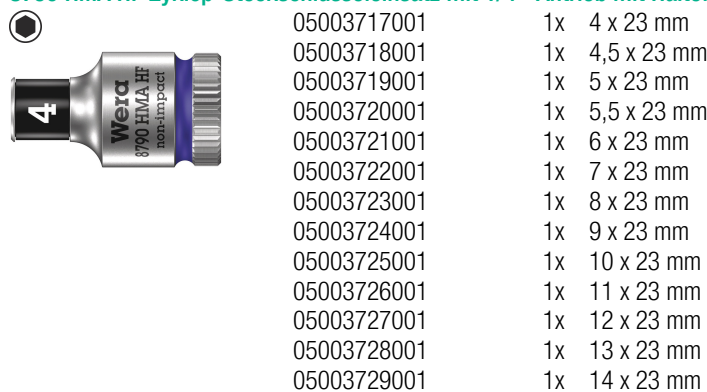 05003717001 1x 4 x 23 mm
05003718001 1x 4,5 x 23 mm
05003719001 1x 5 x 23 mm
05003720001 1x 5,5 x 23 mm
05003721001 1x 6 x 23 mm
05003722001 1x 7 x 23 mm
05003723001 1x 8 x 23 mm
05003724001 1x 9 x 23 mm
05003725001 1x 10 x 23 mm
05003726001 1x 11 x 23 mm
05003727001 1x 12 x 23 mm
05003728001 1x 13 x 23 mm
05003729001 1x 14 x 23 mm
4
Wera
8790 HMA HF
non-impact